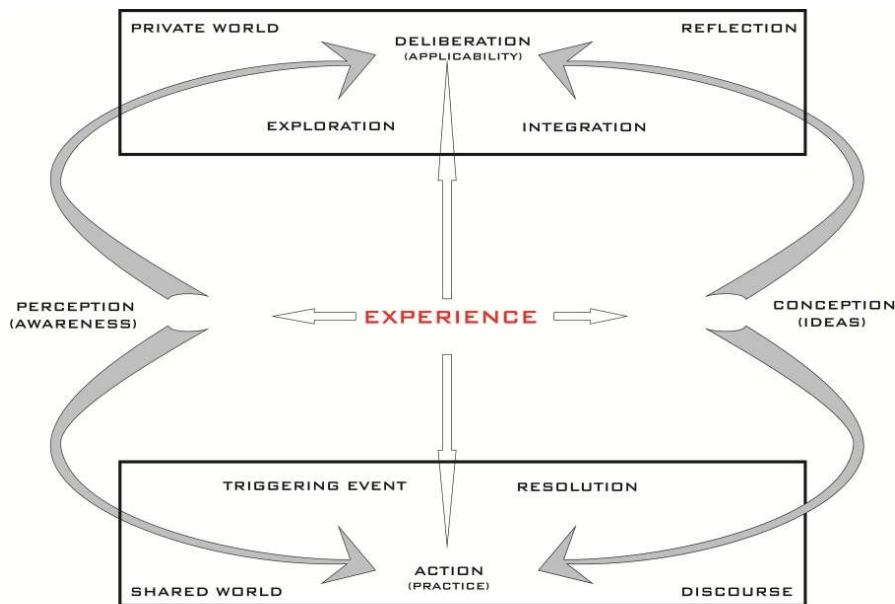 PRIVATE WORLD
REFLECTION
DELIBERATION
(APPLICABILITY)
EXPLORATION
INTEGRATION
PERCEPTION
(AWARENESS)
EXPERIENCE
CONCEPTION
(IDEAS)
TRIGGERING EVENT
RESOLUTION
ACTION
(PRACTICE)
SHARED WORLD
DISCOURSE